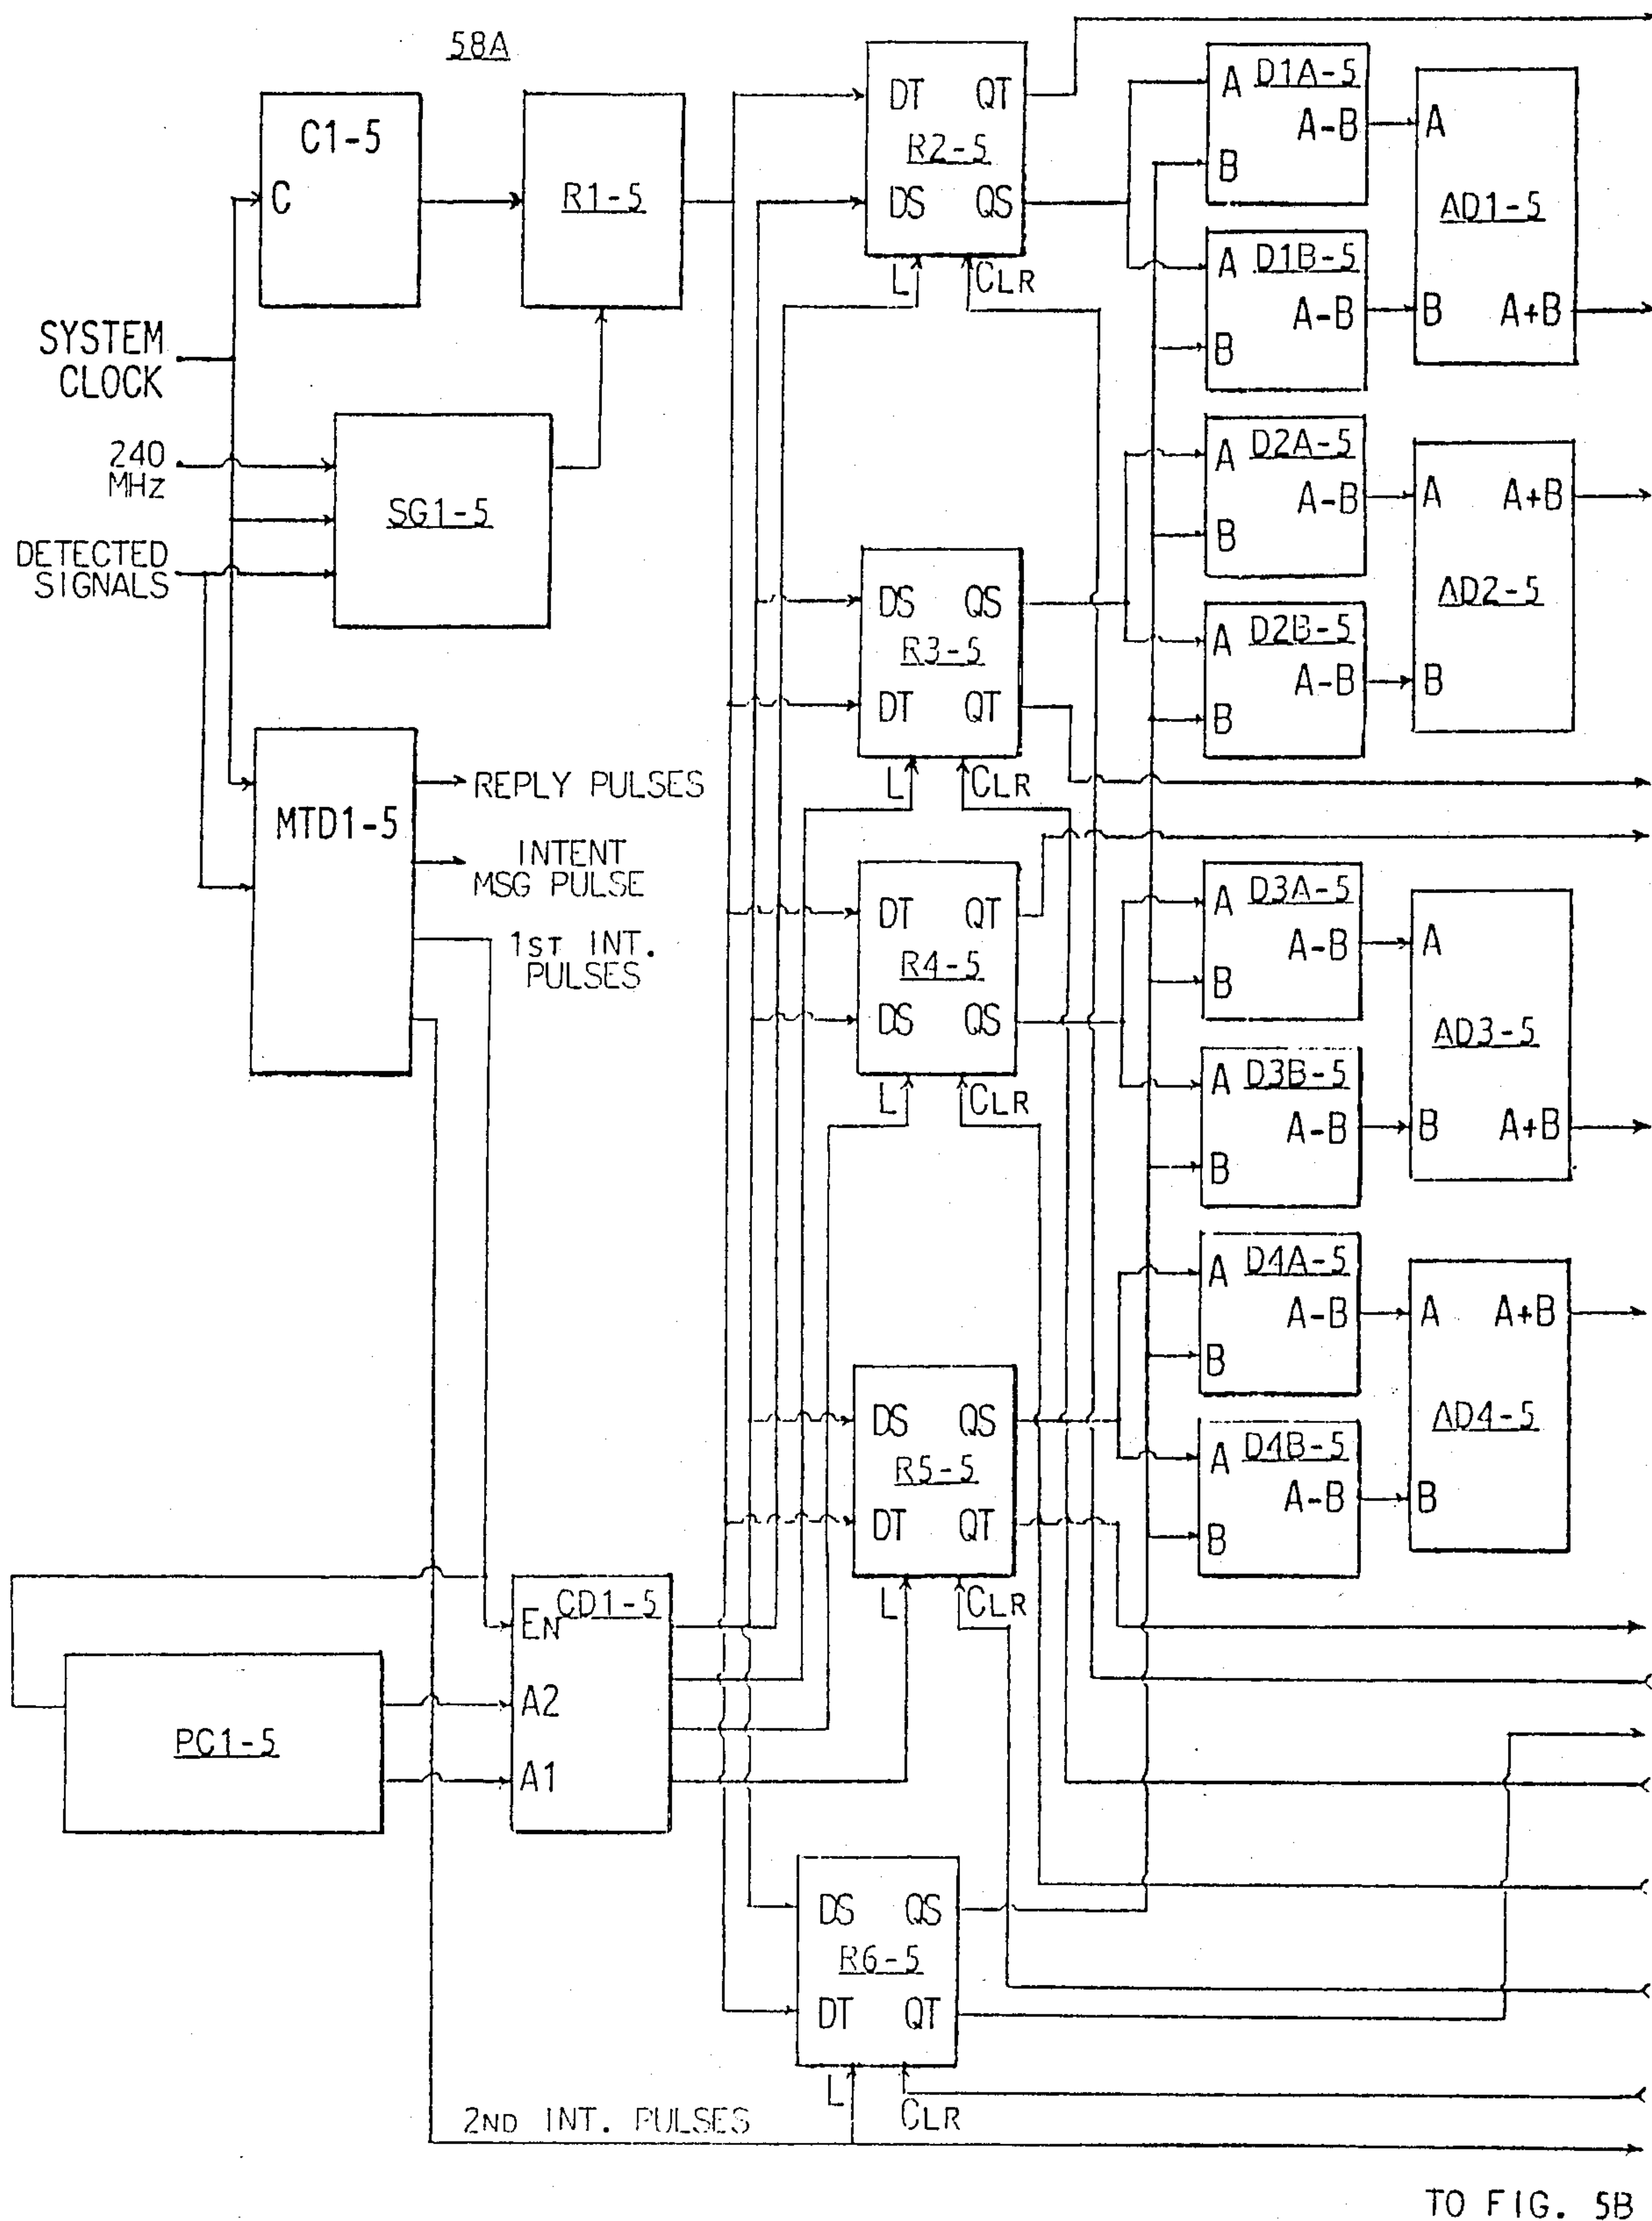 58A
C1-5
C
R1-5
SYSTEM
CLOCK
240
MHz
DETECTED
SIGNALS
SG1-5
MTD1-5
REPLY PULSES
INTENT
MSG PULSE
1ST INT.
PULSES
DT QT
R2-5
DS QS
L CLR
DS QS
R3-5
DT QT
L CLR
DT QT
R4-5
DS QS
L CLR
DS QS
R5-5
DT QT
L CLR
A D1A-5
A-B
B
A D1B-5
A-B
B
A
AD1-5
B A+B
A D2A-5
A-B
B
A D2B-5
A-B
B
A A+B
AD2-5
B
A D3A-5
A-B
B
A D3B-5
A-B
B
A
AD3-5
B A+B
A D4A-5
A-B
B
A D4B-5
A-B
B
A A+B
AD4-5
B
CD1-5
EN
A2
A1
PC1-5
DS QS
R6-5
DT QT
L CLR
2ND INT. PULSES
TO FIG. 5B